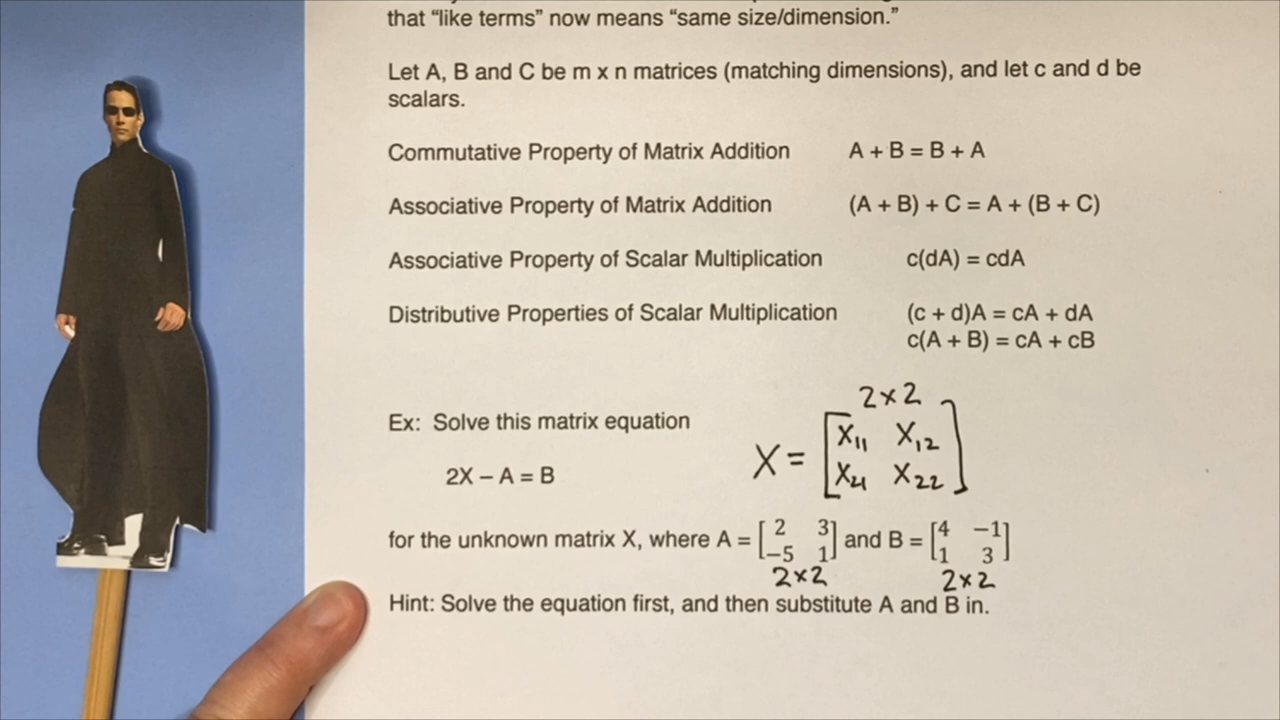 that “like terms” now means “same size/dimension.”
Let A, B and C be m x n matrices (matching dimensions), and let c and d be
scalars.
Commutative Property of Matrix Addition A + B = B + A
Associative Property of Matrix Addition (A + B) + C = A + (B + C)
Associative Property of Scalar Multiplication c(dA) = cdA
Distributive Properties of Scalar Multiplication (c + d)A = cA + dA
c(A + B) = cA + cB
2×2
Ex: Solve this matrix equation
X = [X11 X12
X21 X22]
2X – A = B
for the unknown matrix X, where A = [2 3
−5 1] and B = [4 −1
1 3]
2×2 2×2
Hint: Solve the equation first, and then substitute A and B in.